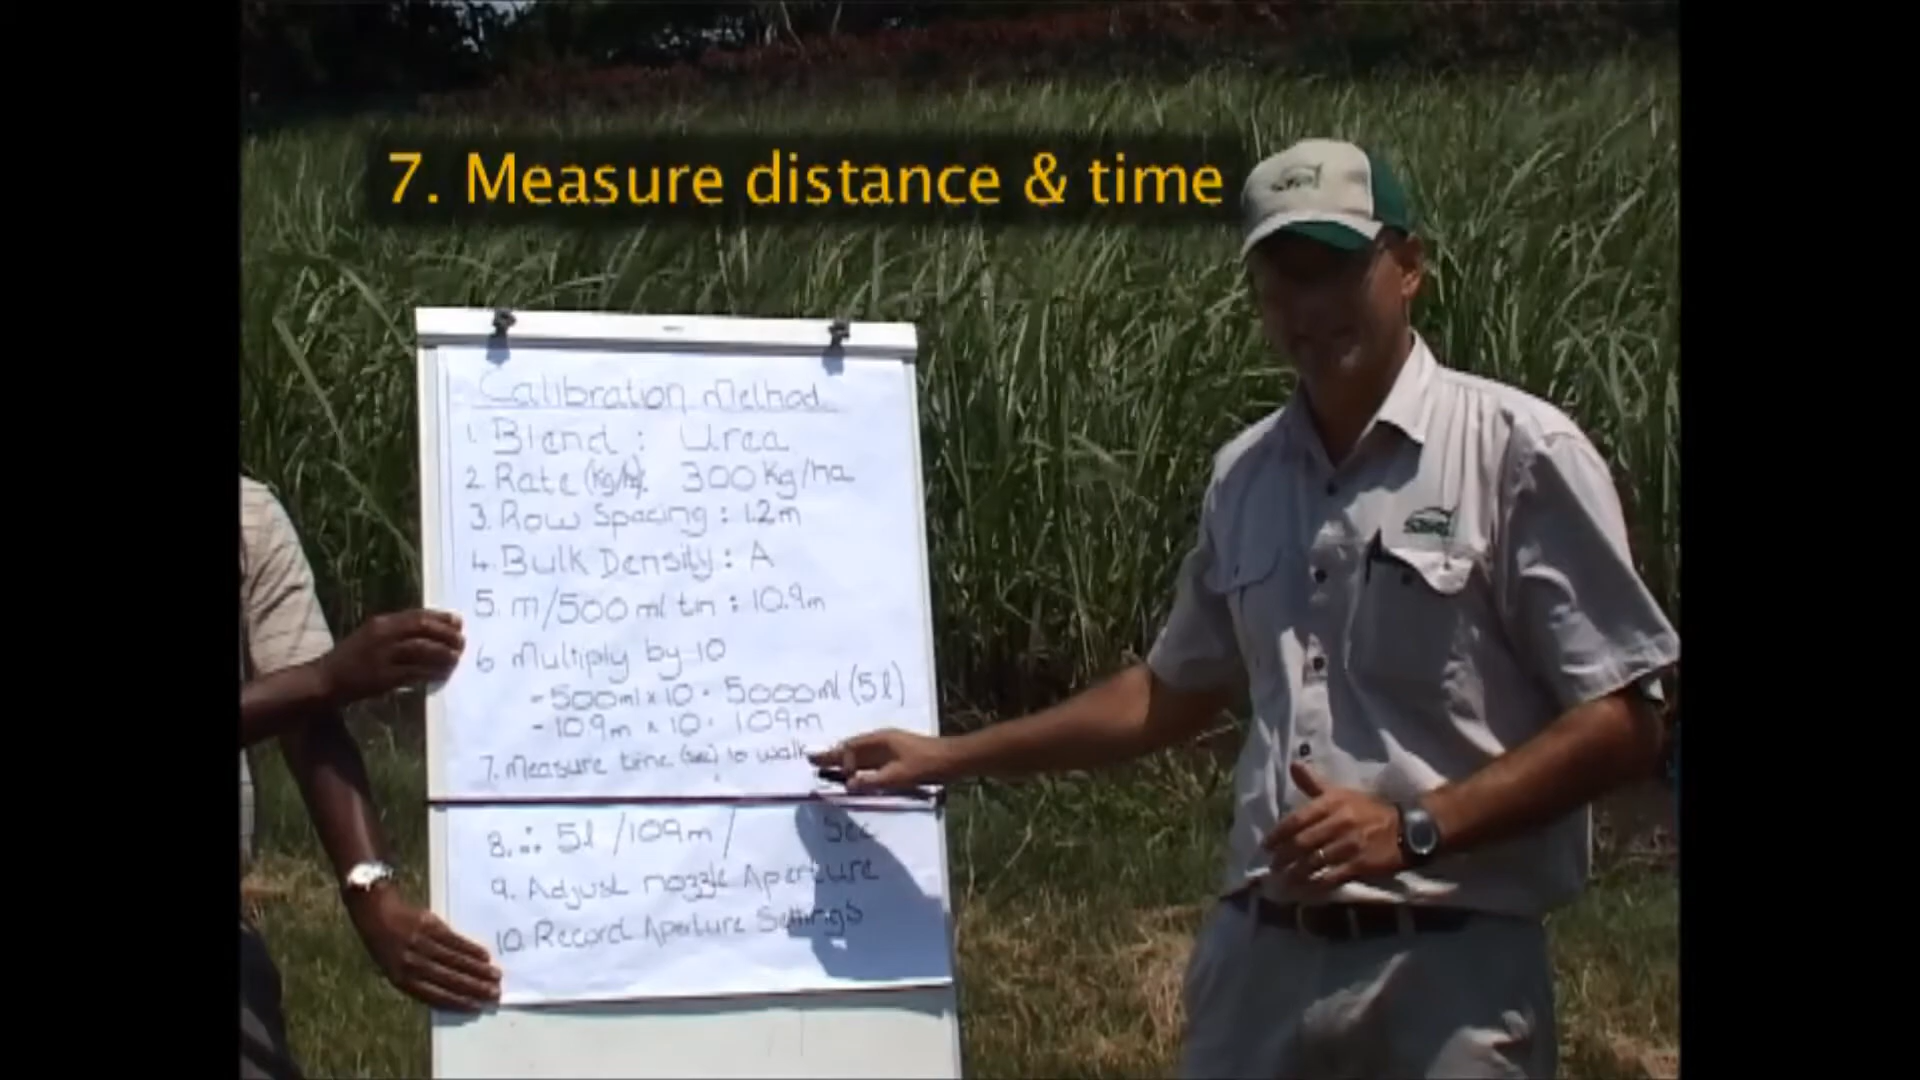 7. Measure distance & time
Calibration Method
1. Blend : Urea
2. Rate (kg/ha): 300 Kg/ha
3. Row Spacing : 1.2m
4. Bulk Density : A
5. m/500ml tin : 10.9m
6 Multiply by 10
- 500ml x 10 = 5000ml (5l)
- 10.9m x 10 = 109m
7. Measure time (sec) to walk
8. ∴ 5l / 109m / Sec
9. Adjust nozzle Aperture
10. Record Aperture Settings